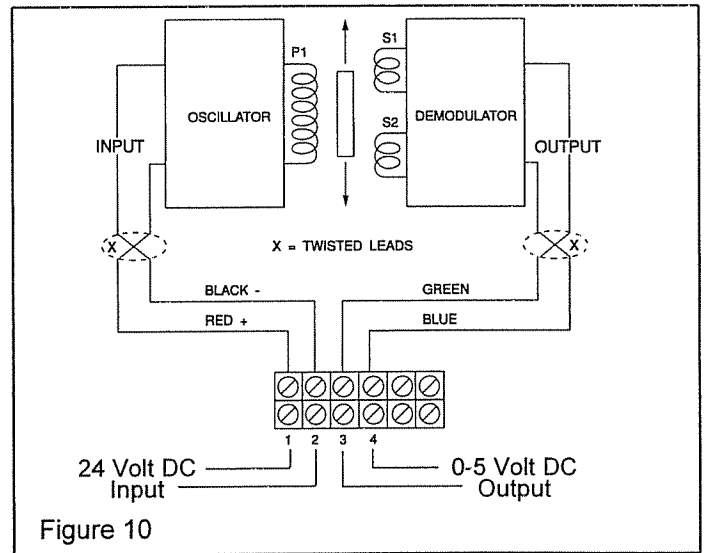 P1
S1
OSCILLATOR
S2
DEMODULATOR
INPUT
OUTPUT
X
X = TWISTED LEADS
X
BLACK -
GREEN
RED +
BLUE
1 2 3 4
24 Volt DC
Input
0-5 Volt DC
Output
Figure 10